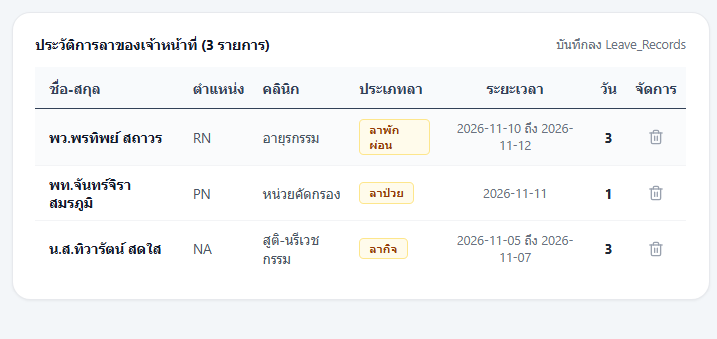 ประวัติการลาของเจ้าหน้าที่ (3 รายการ) บันทึกลง Leave_Records
ชื่อ-สกุล ตำแหน่ง คลินิก ประเภทลา ระยะเวลา วัน จัดการ
พว.พรทิพย์ สถาวร RN อายุรกรรม ลาพัก
ผ่อน 2026-11-10 ถึง 2026-
11-12 3
พท.จันทร์จิรา
สมรภูมิ PN หน่วยคัดกรอง ลาป่วย 2026-11-11 1
น.ส.ทิวารัตน์ สดใส NA สูติ-นรีเวช
กรรม ลากิจ 2026-11-05 ถึง 2026-
11-07 3